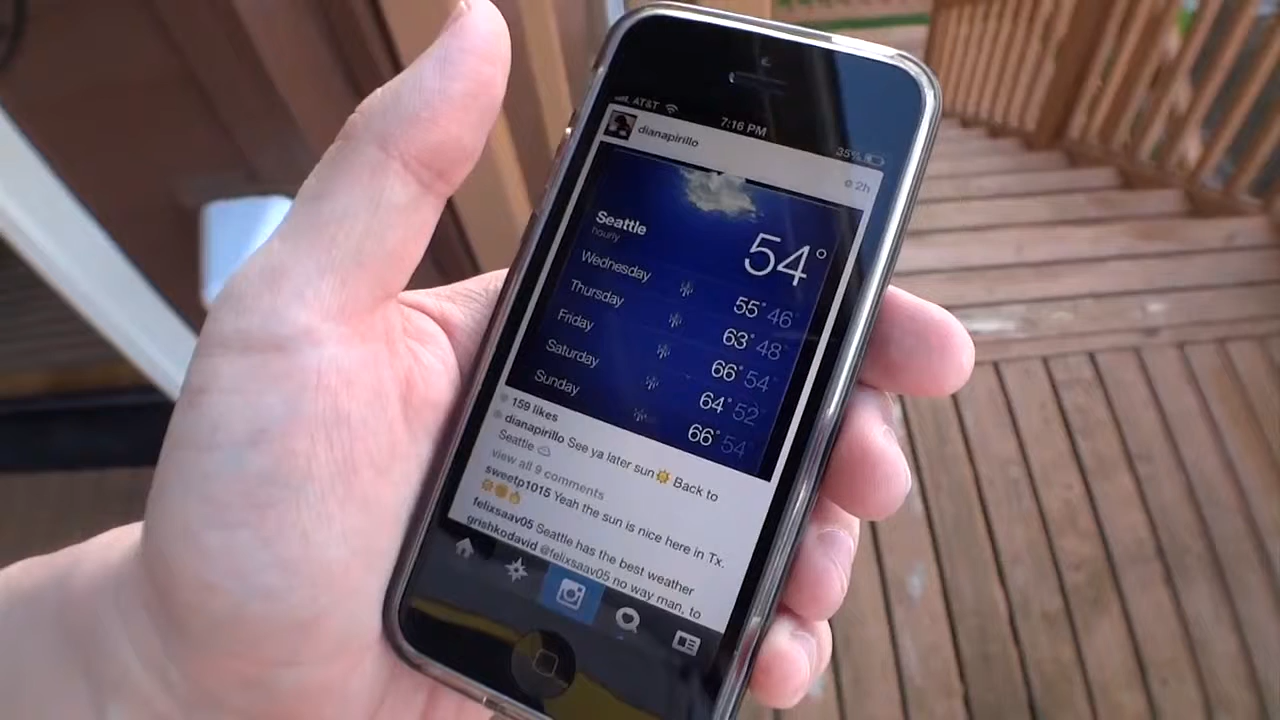 AT&T 7:16 PM 35%
dianapirillo 2h
Seattle
hourly
54°
Wednesday 55° 46°
Thursday 63° 48°
Friday 66° 54°
Saturday 64° 52°
Sunday 66° 54°
159 likes
dianapirillo See ya later sun☀️ Back to
Seattle ☁️
view all 9 comments
sweetp1015 Yeah the sun is nice here in Tx.
☀️🌞🔥
felixsaav05 Seattle has the best weather
grishkodavid @felixsaav05 no way man, to